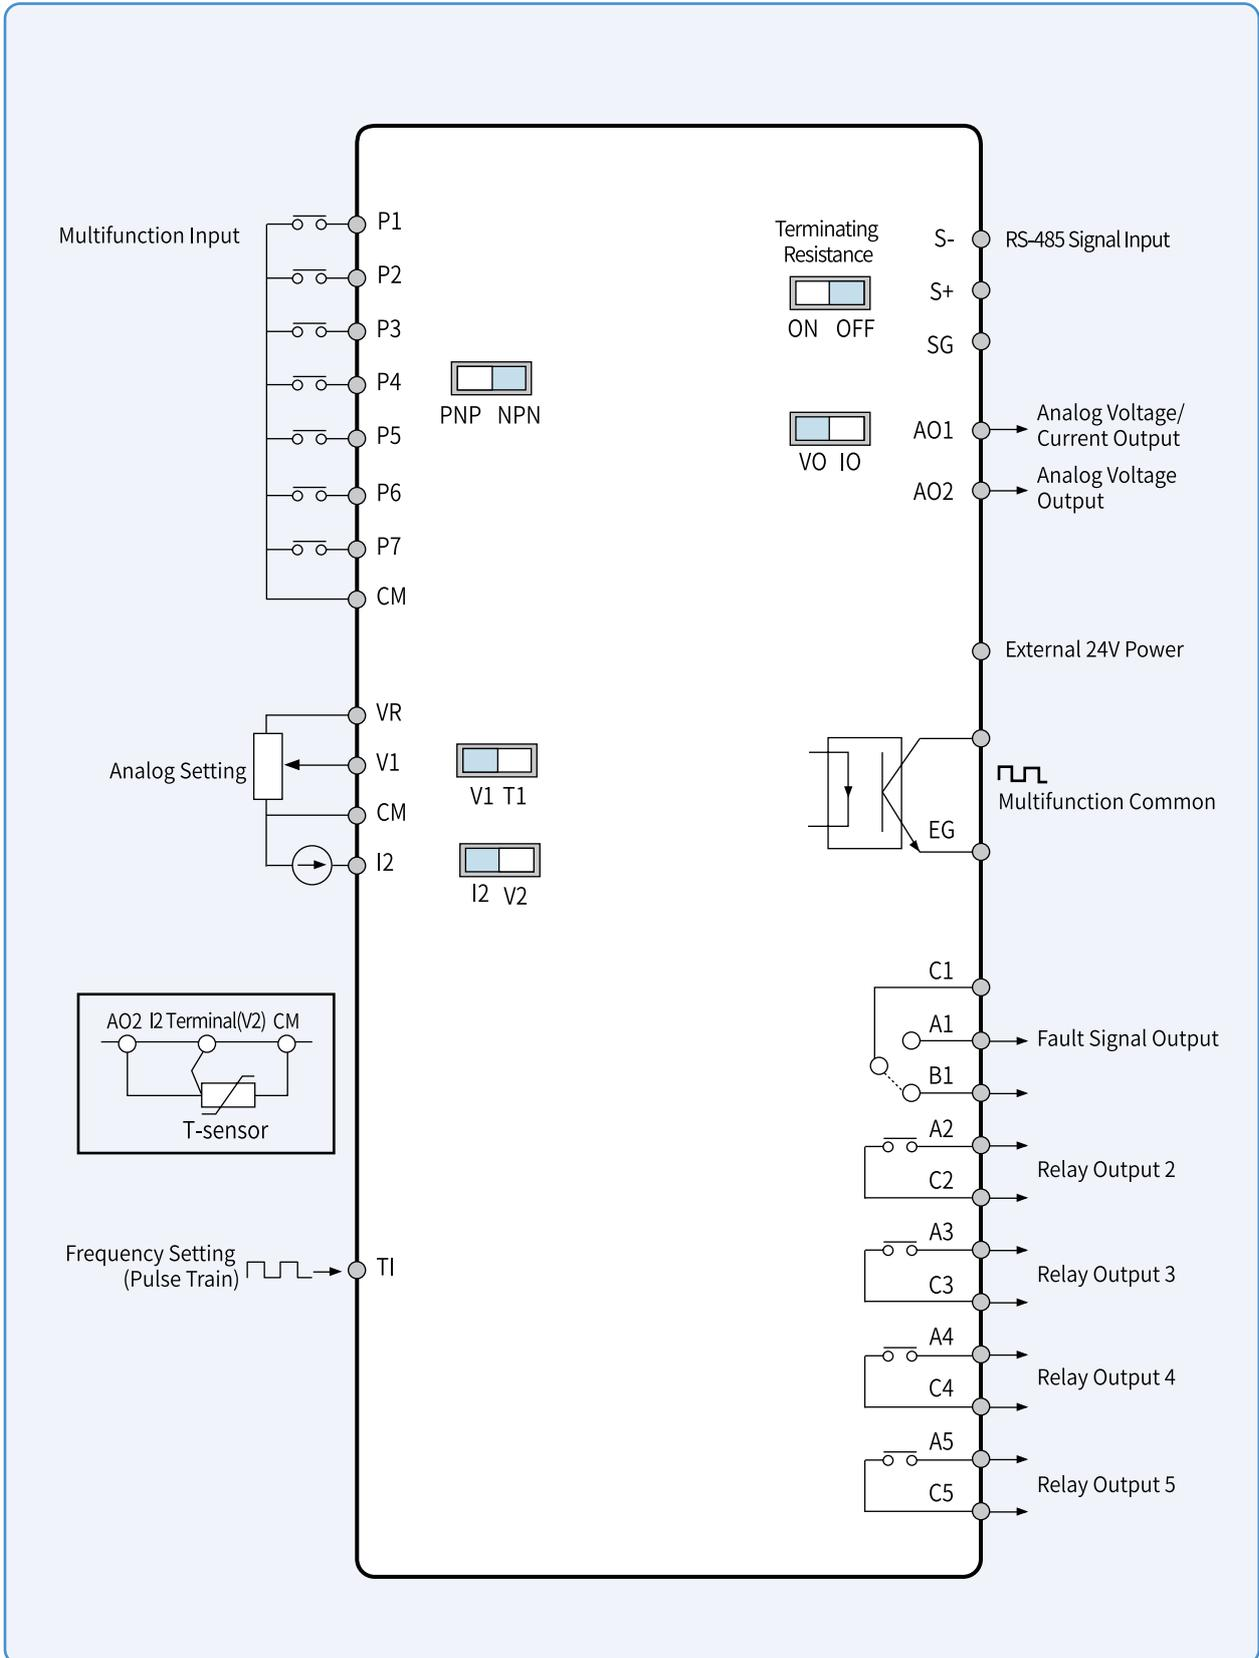 Multifunction Input
P1
P2
P3
P4
P5
P6
P7
CM
PNP NPN
Terminating
Resistance
ON OFF
S-
RS-485 Signal Input
S+
SG
VO IO
AO1
Analog Voltage/
Current Output
AO2
Analog Voltage
Output
External 24V Power
Analog Setting
VR
V1
CM
I2
V1 T1
I2 V2
Multifunction Common
EG
AO2 I2 Terminal(V2) CM
T-sensor
Frequency Setting
(Pulse Train)
TI
C1
A1
Fault Signal Output
B1
A2
Relay Output 2
C2
A3
Relay Output 3
C3
A4
Relay Output 4
C4
A5
Relay Output 5
C5